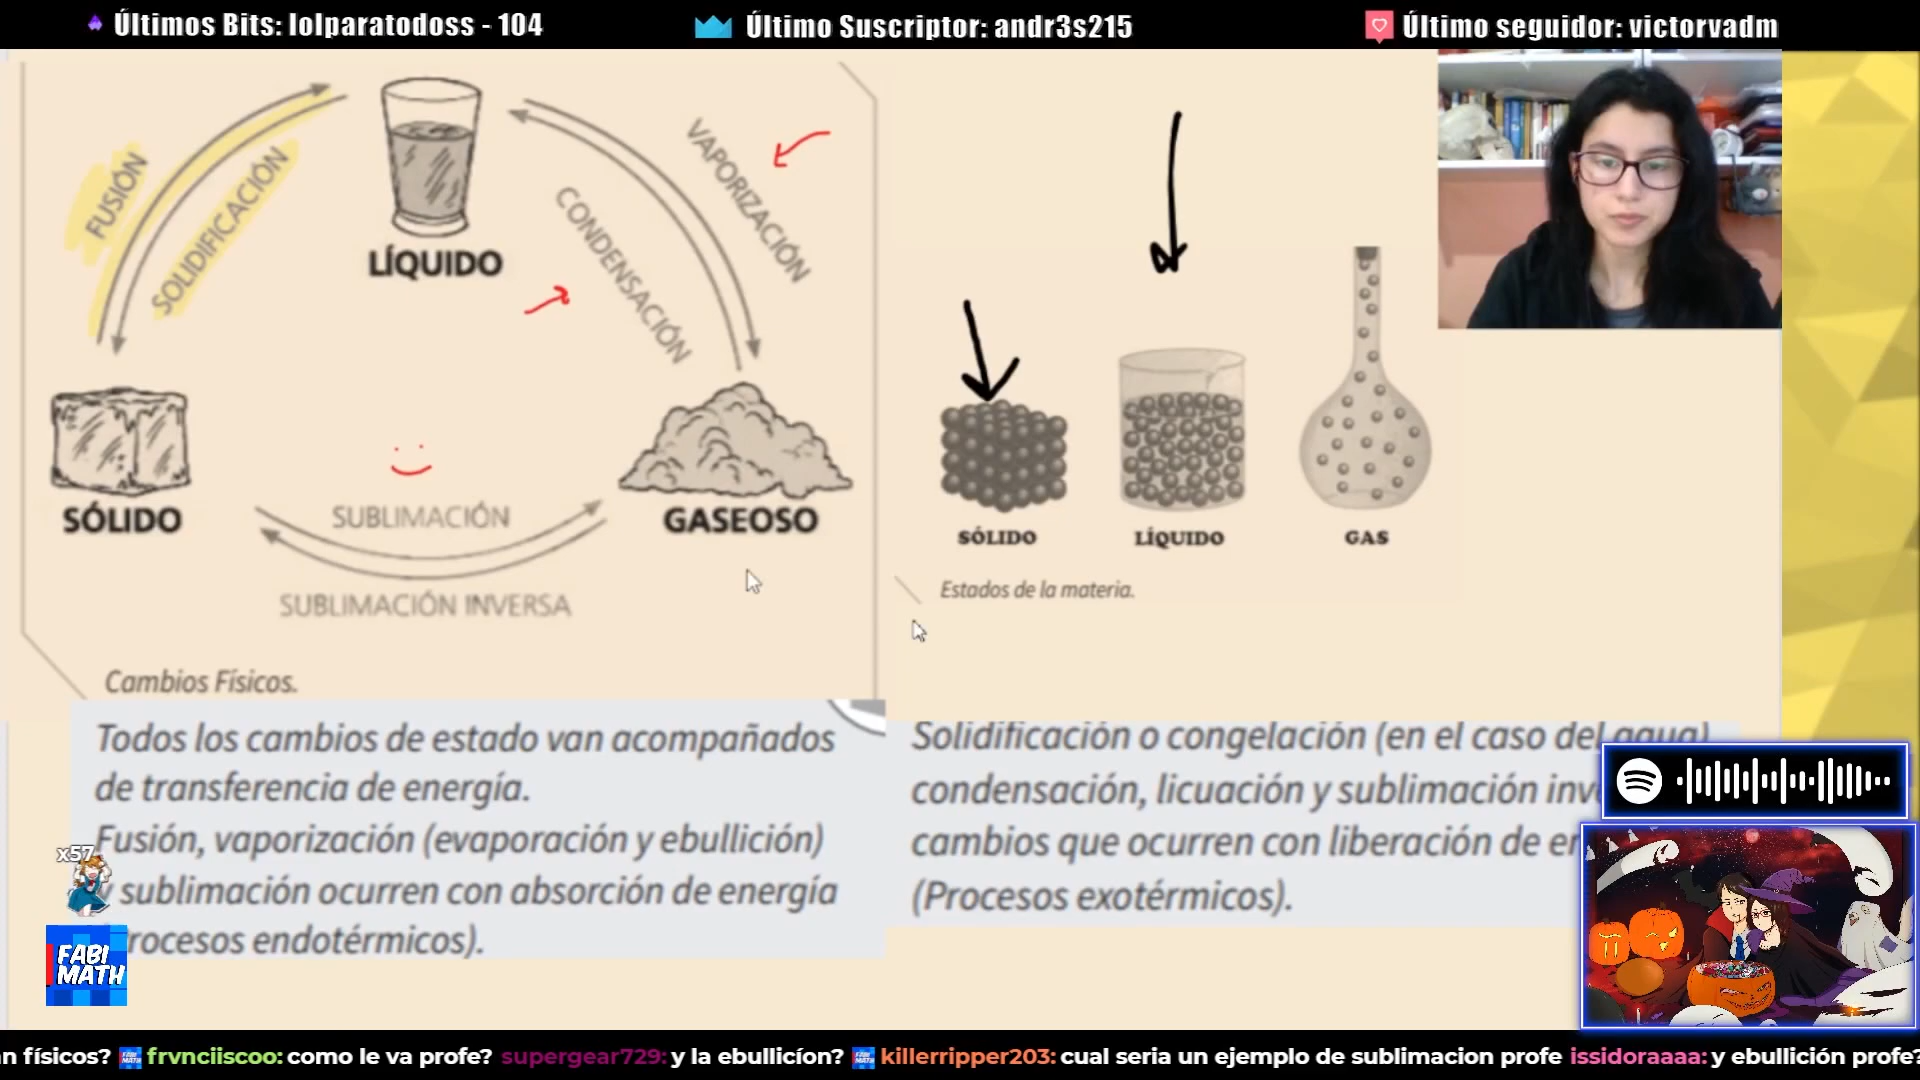 Últimos Bits: lolparatodoss - 104
Último Suscriptor: andr3s215
Último seguidor: victorvadm
FUSIÓN
SOLIDIFICACIÓN
LÍQUIDO
CONDENSACIÓN
VAPORIZACIÓN
SÓLIDO
SUBLIMACIÓN
GASEOSO
SUBLIMACIÓN INVERSA
Cambios Físicos.
SÓLIDO
LÍQUIDO
GAS
Estados de la materia.
Todos los cambios de estado van acompañados
de transferencia de energía.
Fusión, vaporización (evaporación y ebullición)
y sublimación ocurren con absorción de energía
rocesos endotérmicos).
Solidificación o congelación (en el caso del agua)
condensación, licuación y sublimación inv
cambios que ocurren con liberación de en
(Procesos exotérmicos).
x57
FABI
MATH
n físicos? frvnciiscoo: como le va profe? supergear729: y la ebullicíon? killerripper203: cual seria un ejemplo de sublimacion profe issidoraaaa: y ebullición profe?